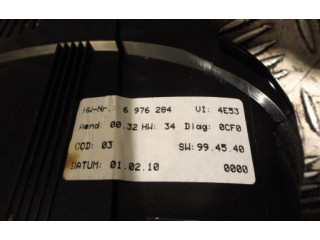 HW-Nr.: 6 976 284 VI: 4E53
Aend: 00.32 HW: 34 Diag: 0CF0
COD: 03 SW: 99.45.40
DATUM: 01.02.10 0000